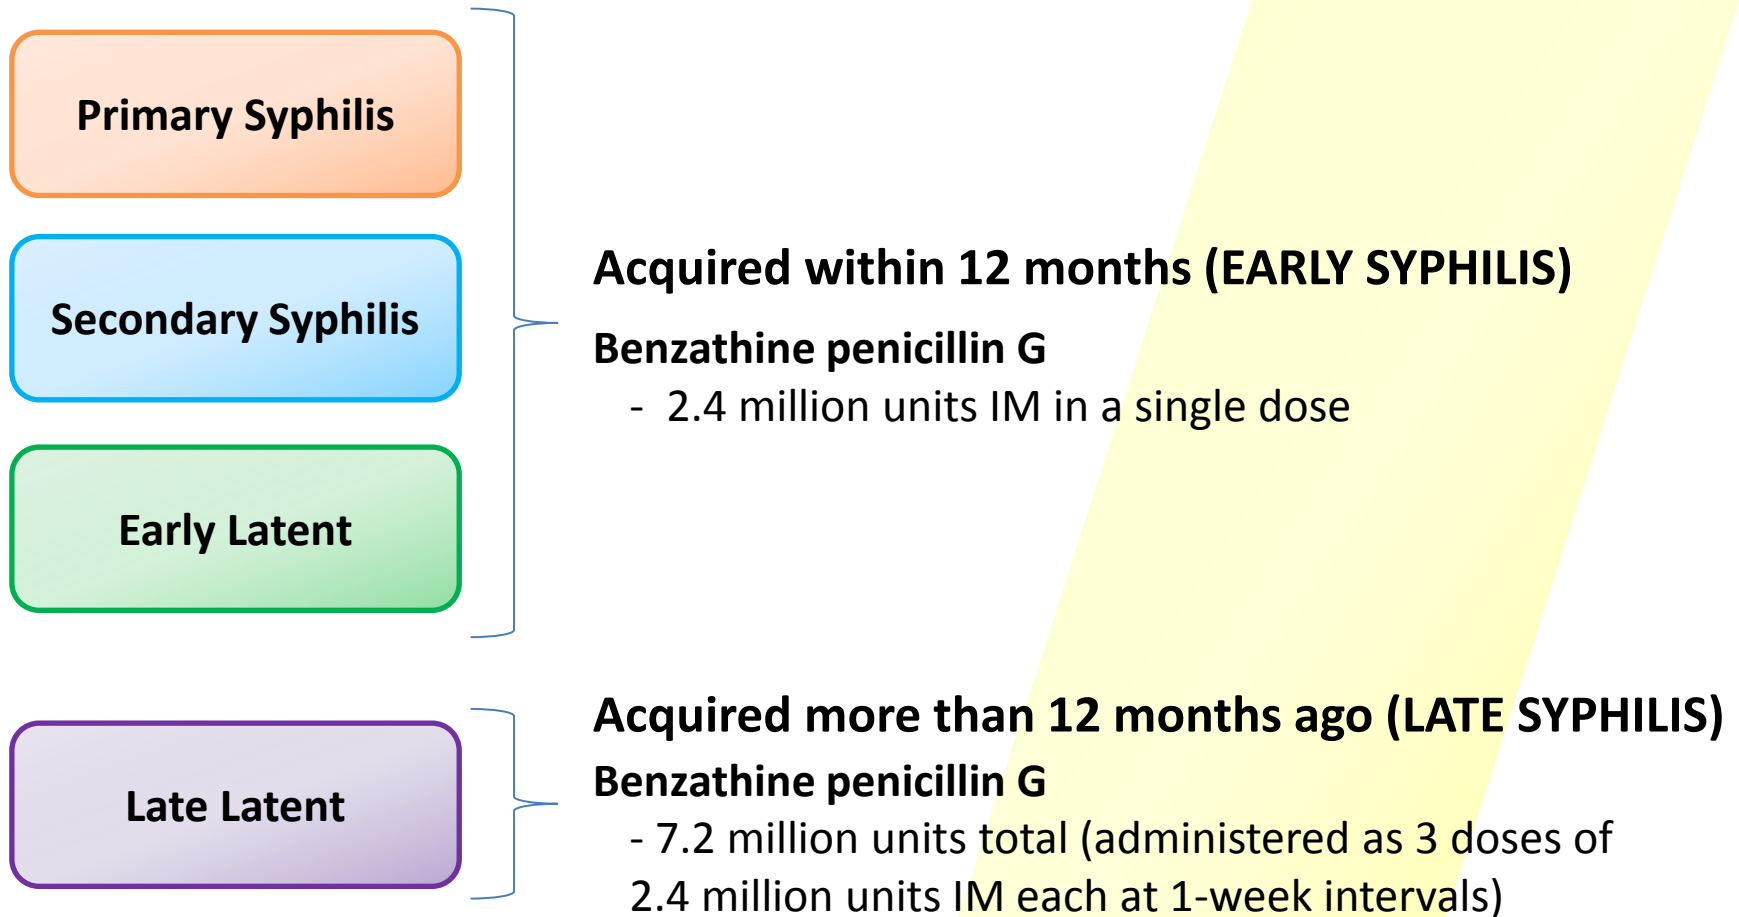 Primary Syphilis
Secondary Syphilis
Early Latent
Acquired within 12 months (EARLY SYPHILIS)
Benzathine penicillin G
- 2.4 million units IM in a single dose
Late Latent
Acquired more than 12 months ago (LATE SYPHILIS)
Benzathine penicillin G
- 7.2 million units total (administered as 3 doses of
2.4 million units IM each at 1-week intervals)